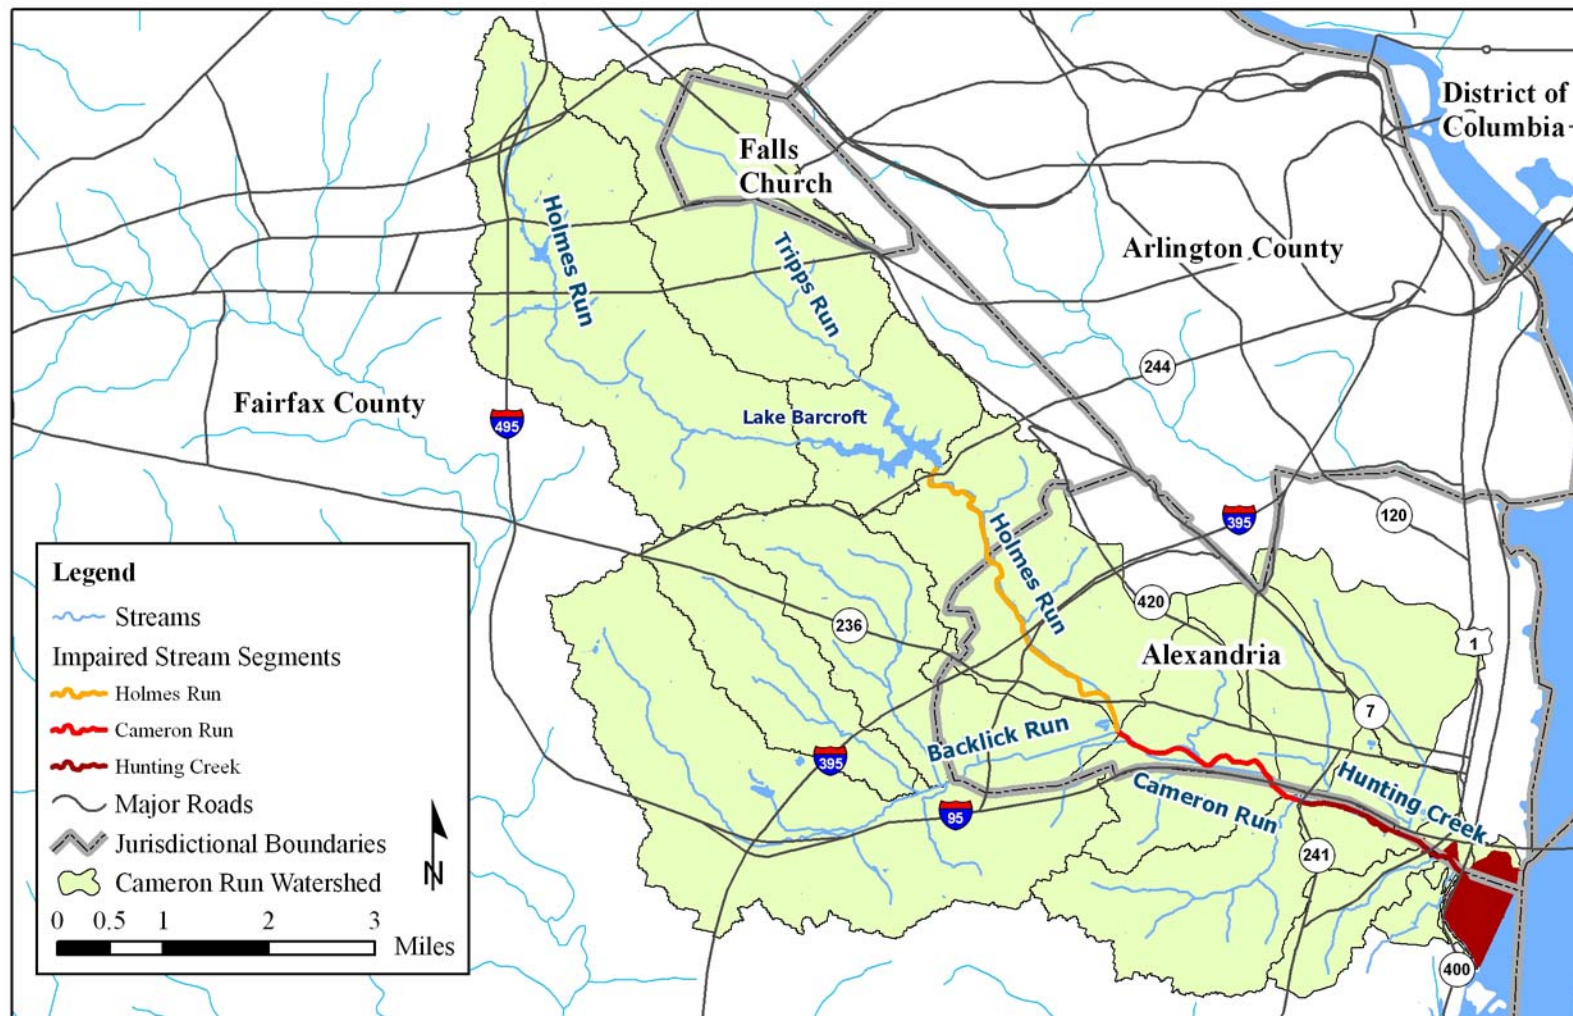 District of
Columbia
Falls
Church
Arlington County
Holmes Run
Tripps Run
244
Fairfax County
495
Lake Barcroft
Holmes Run
395
120
420
236
Alexandria
1
7
Backlick Run
395
Cameron Run
Hunting Creek
95
241
400
Legend
Streams
Impaired Stream Segments
Holmes Run
Cameron Run
Hunting Creek
Major Roads
Jurisdictional Boundaries
Cameron Run Watershed
N
0 0.5 1 2 3
Miles